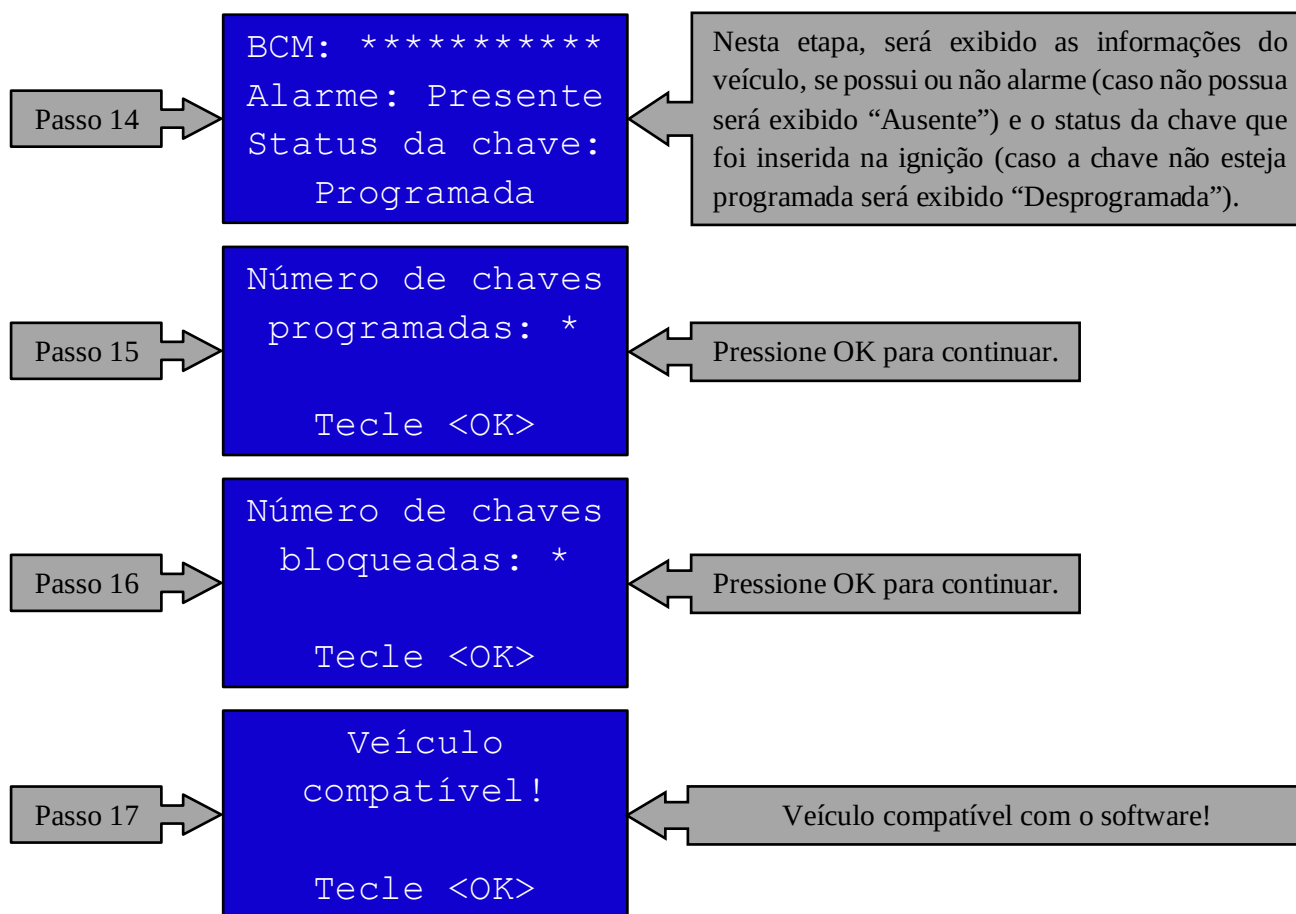 Passo 14
BCM: ***********
Alarme: Presente
Status da chave:
Programada
Nesta etapa, será exibido as informações do
veículo, se possui ou não alarme (caso não possua
será exibido “Ausente”) e o status da chave que
foi inserida na ignição (caso a chave não esteja
programada será exibido “Desprogramada”).
Passo 15
Número de chaves
programadas: *
Tecle <OK>
Pressione OK para continuar.
Passo 16
Número de chaves
bloqueadas: *
Tecle <OK>
Pressione OK para continuar.
Passo 17
Veículo
compatível!
Tecle <OK>
Veículo compatível com o software!